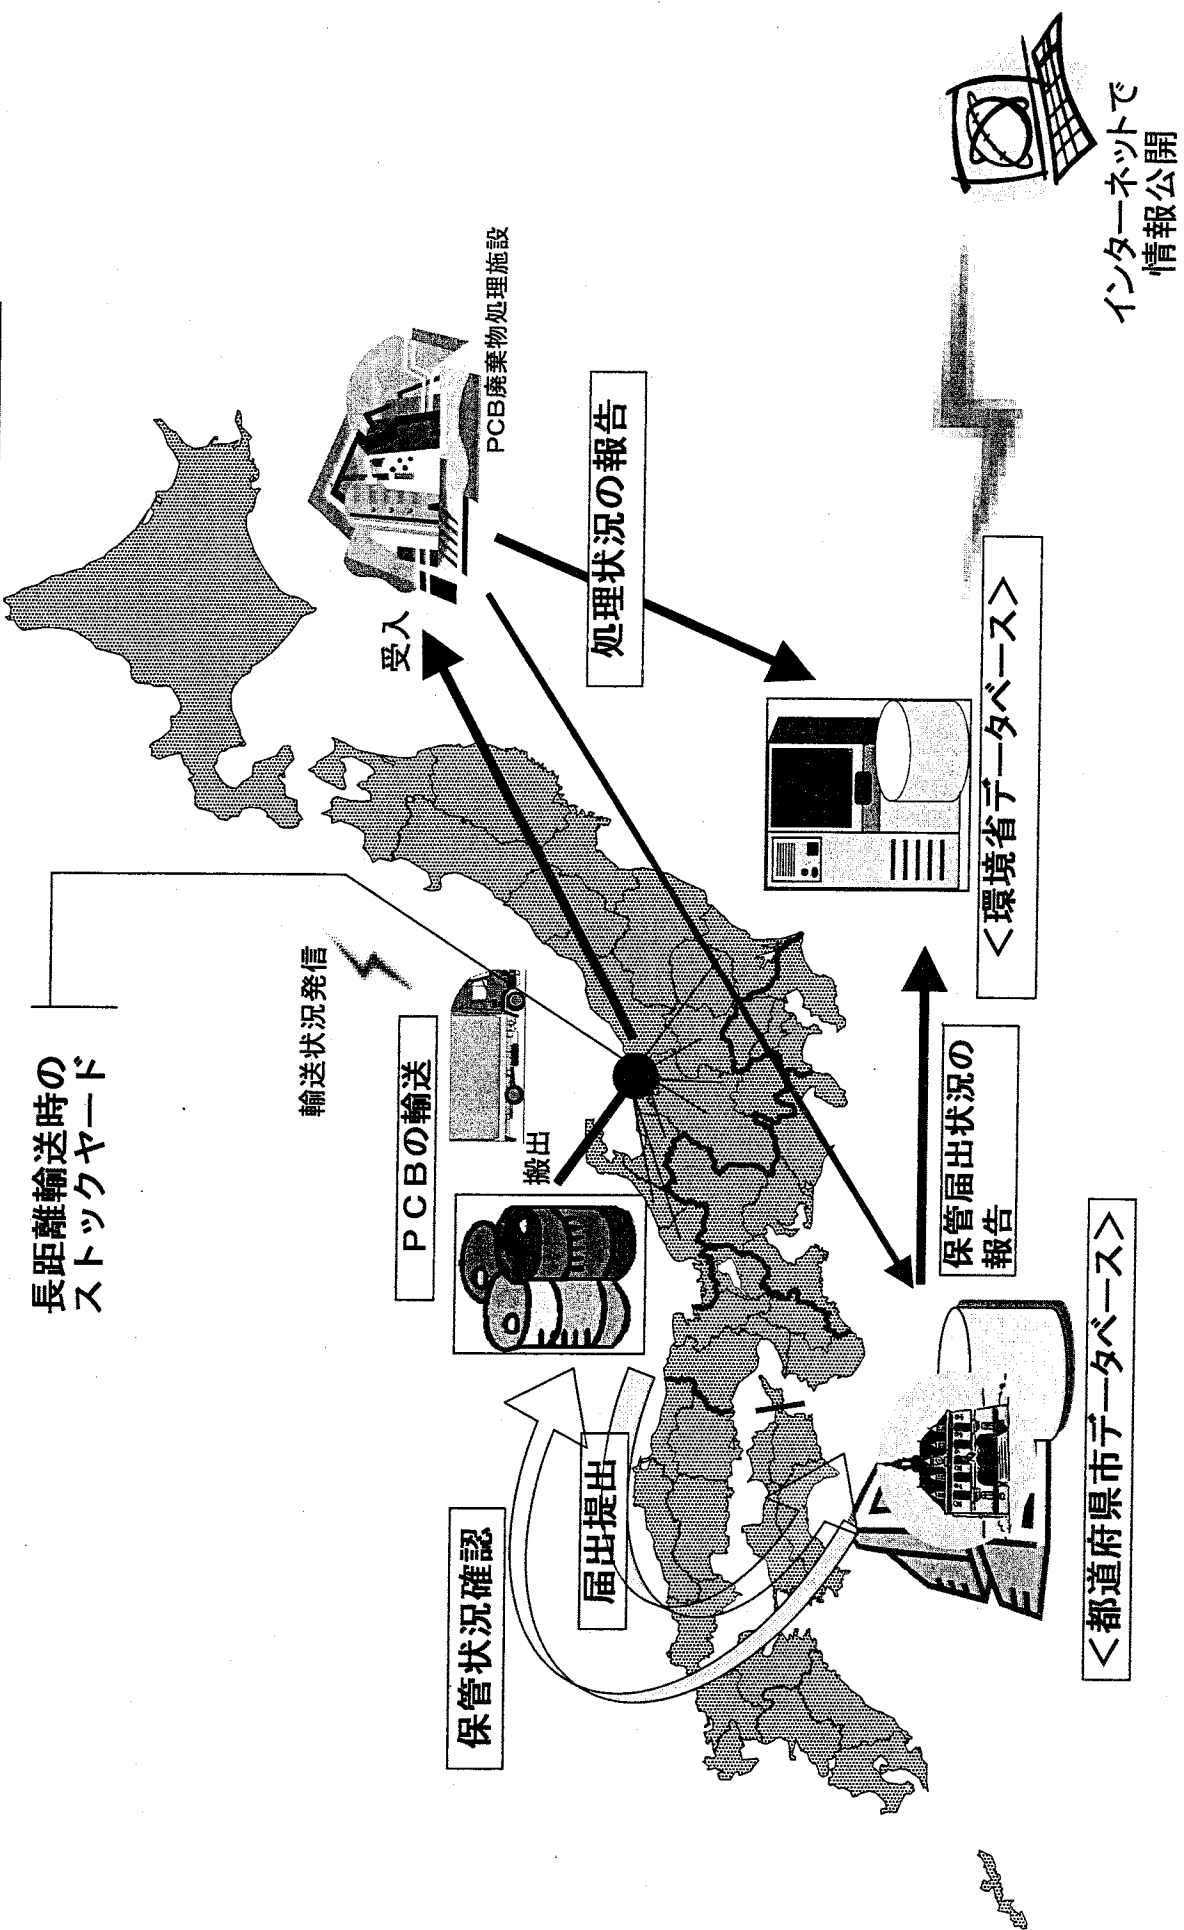 長距離輸送時の
ストックヤード
輸送状況発信
PCBの輸送
搬出
受入
PCB廃棄物処理施設
処理状況の報告
保管状況確認
届出提出
保管届出状況の
報告
<環境省データベース>
<都道府県市データベース>
インターネットで
情報公開